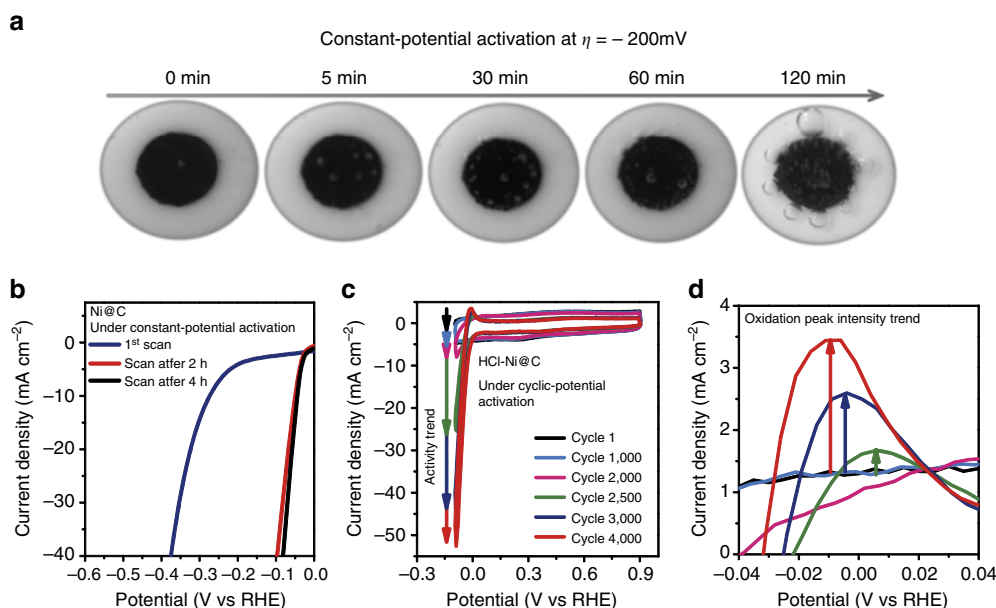 a
Constant-potential activation at η = – 200mV
0 min 5 min 30 min 60 min 120 min
b
Ni@C
Under constant-potential activation
1st scan
Scan atfer 2 h
Scan atfer 4 h
0
–10
–20
–30
–40
Current density (mA cm–2)
–0.6 –0.5 –0.4 –0.3 –0.2 –0.1 0.0
Potential (V vs RHE)
c
HCl-Ni@C
Under cyclic-potential
activation
Activity trend
Cycle 1
Cycle 1,000
Cycle 2,000
Cycle 2,500
Cycle 3,000
Cycle 4,000
0
–5
–10
–15
–20
–25
–30
–35
–40
–45
–50
–55
Current density (mA cm–2)
–0.3 0.0 0.3 0.6 0.9
Potential (V vs RHE)
d
Oxidation peak intensity trend
4
3
2
1
0
Current density (mA cm–2)
–0.04 –0.02 0.00 0.02 0.04
Potential (V vs RHE)